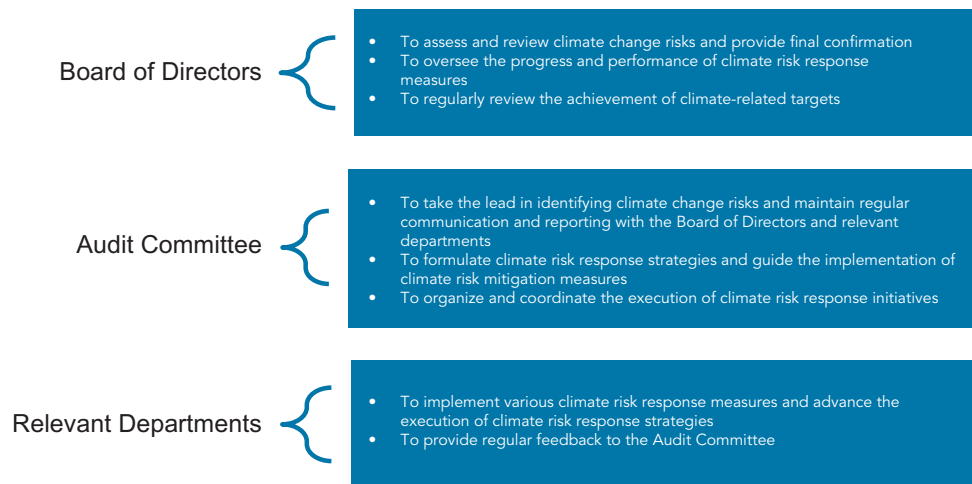 Board of Directors
• To assess and review climate change risks and provide final confirmation
• To oversee the progress and performance of climate risk response
measures
• To regularly review the achievement of climate-related targets
Audit Committee
• To take the lead in identifying climate change risks and maintain regular
communication and reporting with the Board of Directors and relevant
departments
• To formulate climate risk response strategies and guide the implementation of
climate risk mitigation measures
• To organize and coordinate the execution of climate risk response initiatives
Relevant Departments
• To implement various climate risk response measures and advance the
execution of climate risk response strategies
• To provide regular feedback to the Audit Committee